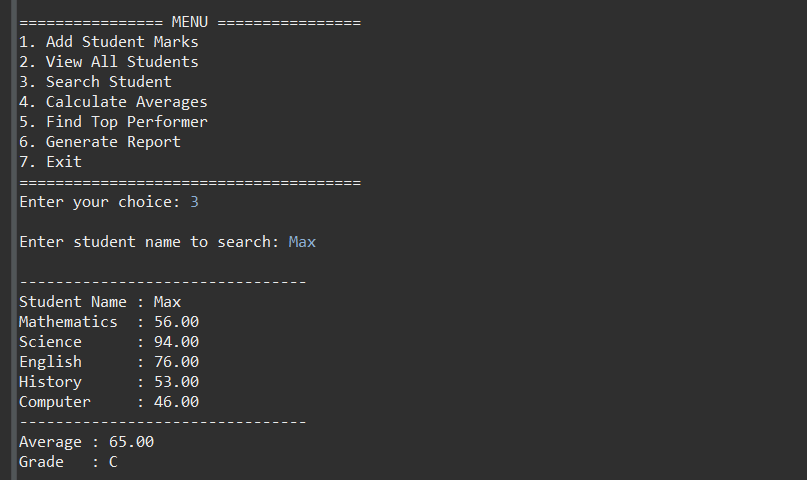 ================ MENU ================
1. Add Student Marks
2. View All Students
3. Search Student
4. Calculate Averages
5. Find Top Performer
6. Generate Report
7. Exit
======================================
Enter your choice: 3
Enter student name to search: Max
--------------------------------
Student Name : Max
Mathematics  : 56.00
Science      : 94.00
English      : 76.00
History      : 53.00
Computer     : 46.00
--------------------------------
Average : 65.00
Grade   : C